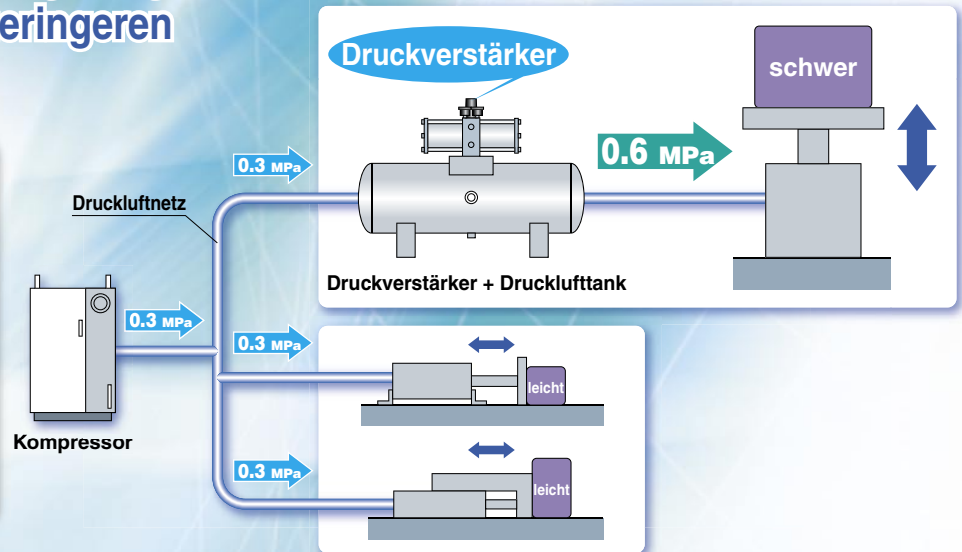 geringeren
Druckverstärker
schwer
0.3 MPa
0.6 MPa
Druckluftnetz
Druckverstärker + Drucklufttank
0.3 MPa
0.3 MPa
leicht
Kompressor
0.3 MPa
leicht